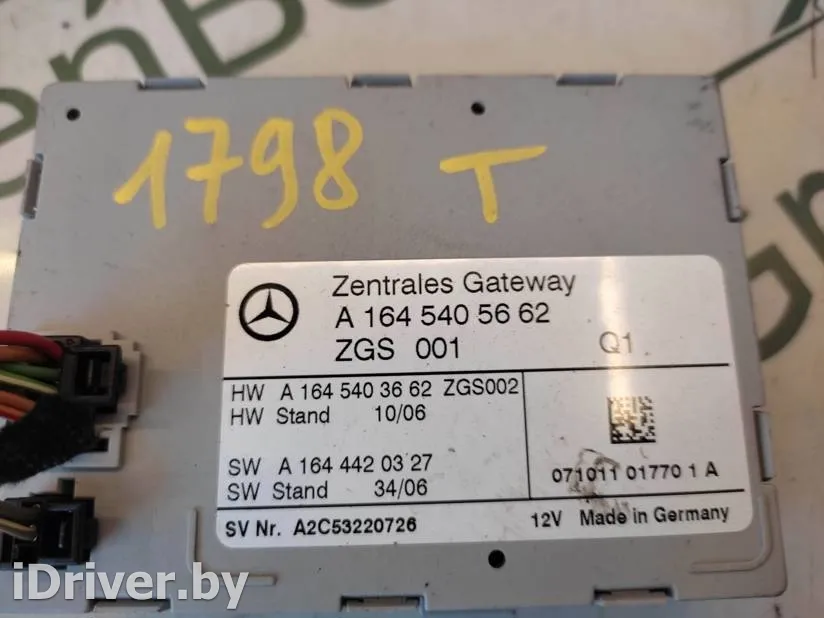 1798 T
Zentrales Gateway
A 164 540 56 62
ZGS 001 Q1
HW A 164 540 36 62 ZGS002
HW Stand 10/06
SW A 164 442 03 27
SW Stand 34/06
071011 01770 1 A
SV Nr. A2C53220726 12V Made in Germany
iDriver.by